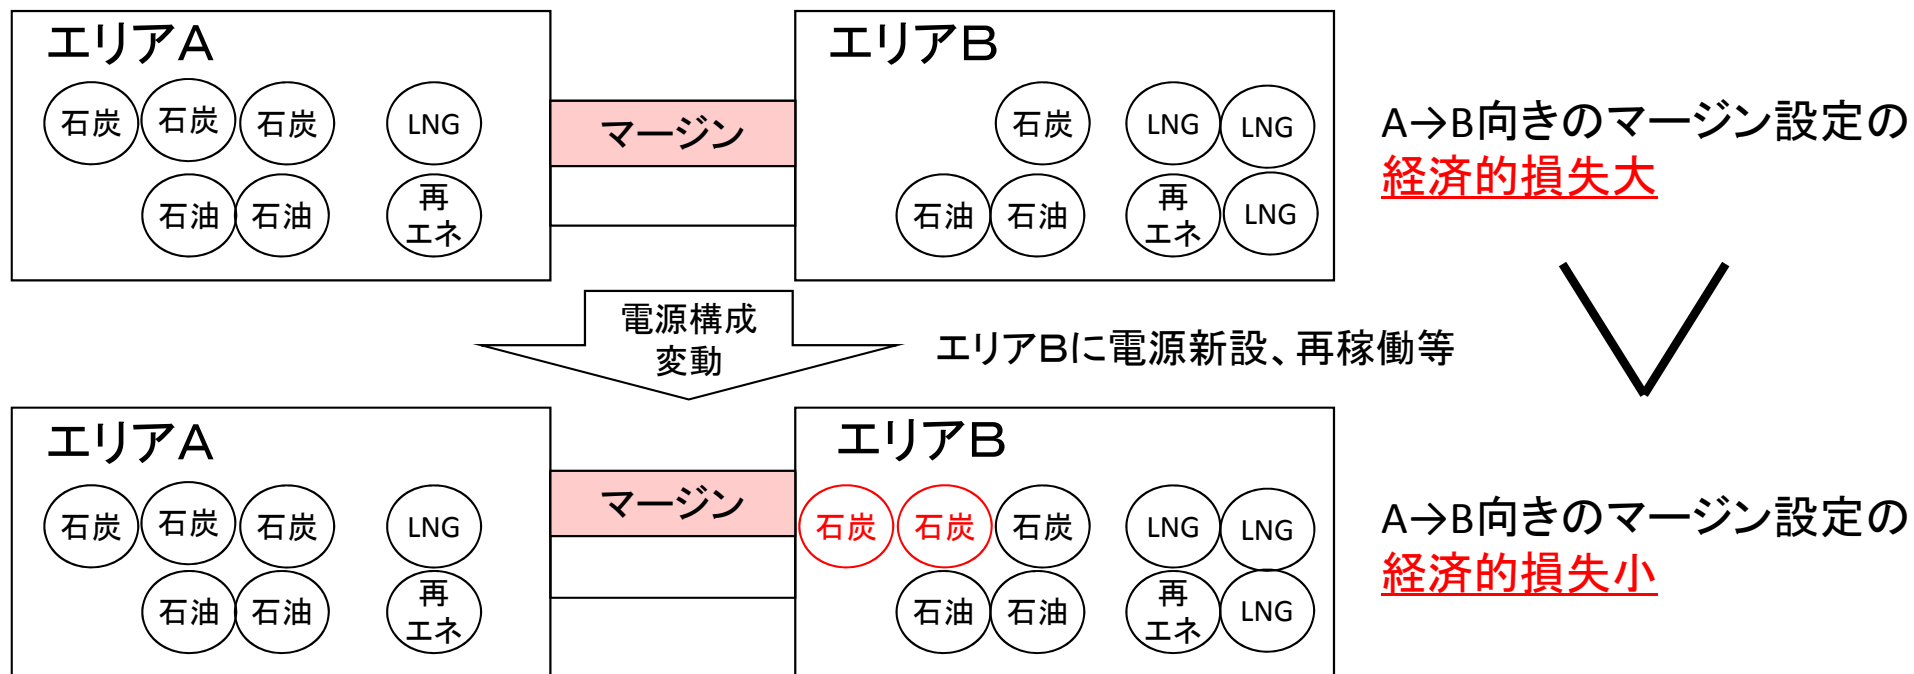 エリアA
石炭
石炭
石炭
LNG
石油
石油
再
エネ
マージン
エリアB
石炭
LNG
LNG
石油
石油
再
エネ
LNG
A→B向きのマージン設定の
経済的損失大
電源構成
変動
エリアBに電源新設、再稼働等
エリアA
石炭
石炭
石炭
LNG
石油
石油
再
エネ
マージン
エリアB
石炭
石炭
石炭
LNG
LNG
石油
石油
再
エネ
LNG
A→B向きのマージン設定の
経済的損失小